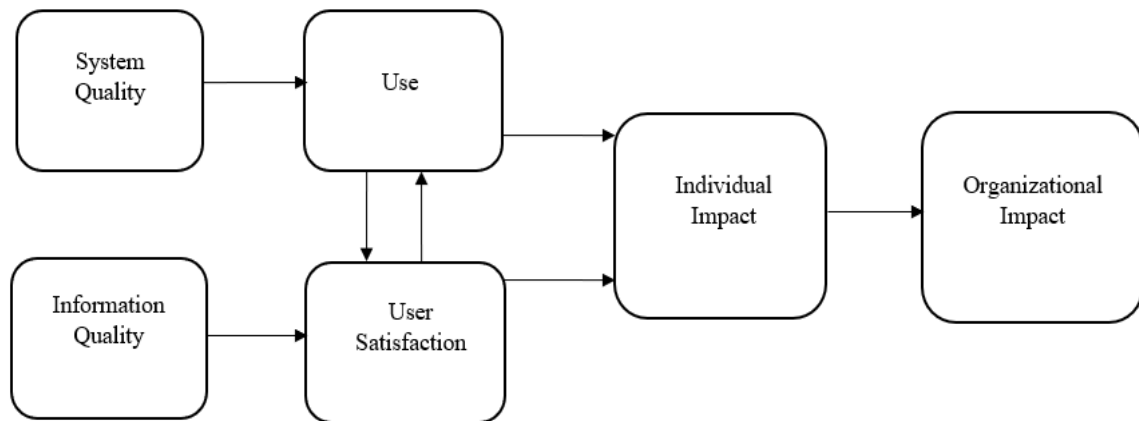 System
Quality
Use
Individual
Impact
Organizational
Impact
Information
Quality
User
Satisfaction